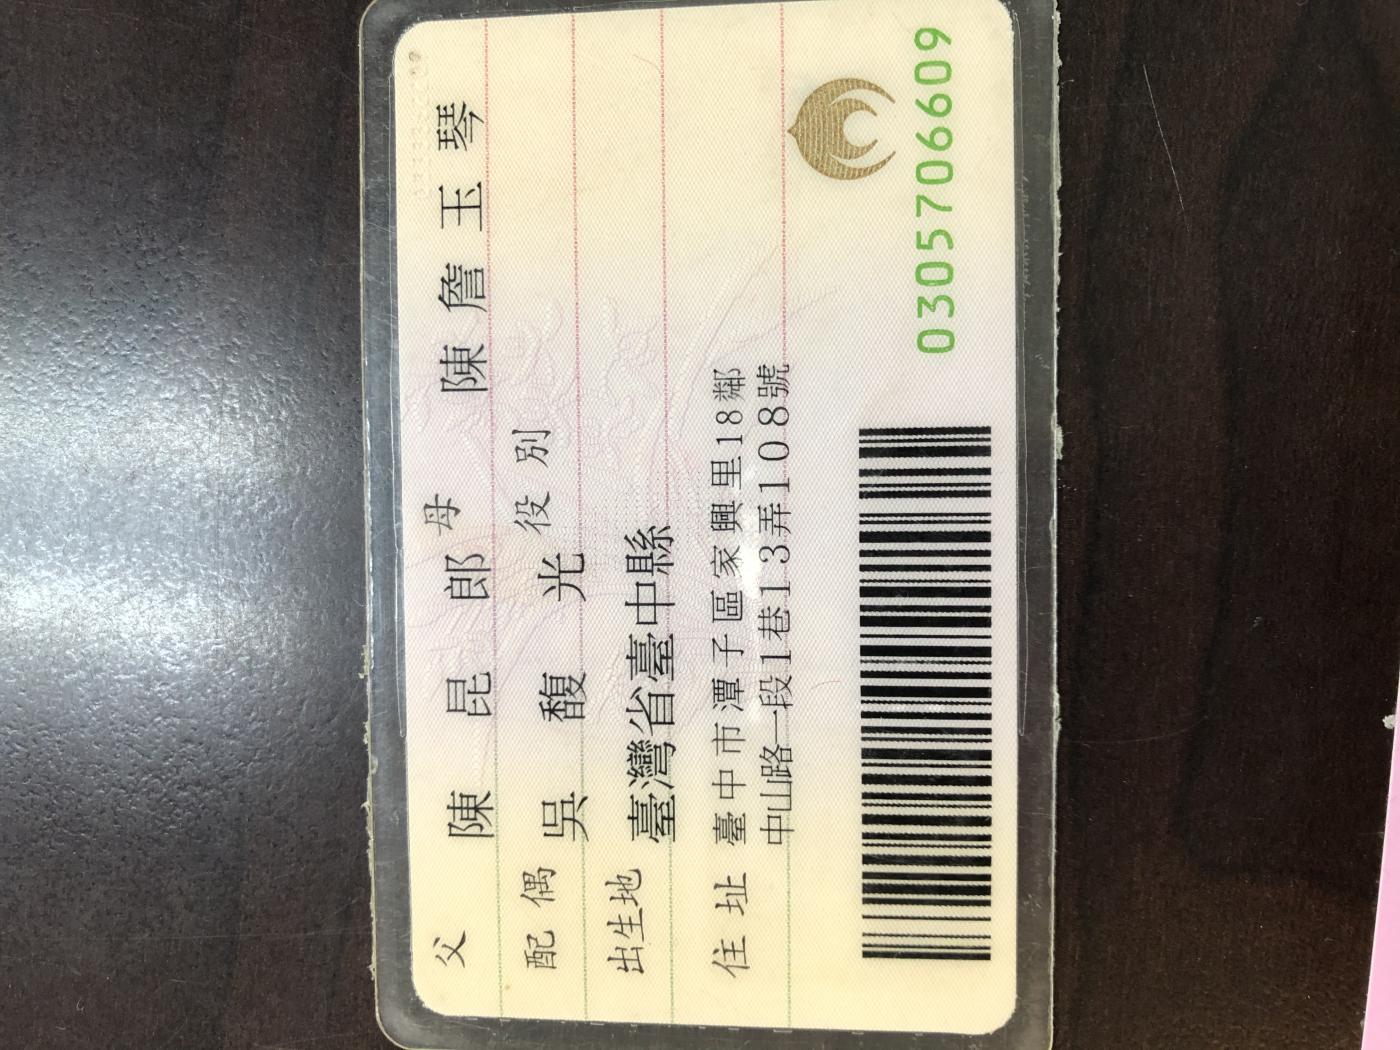 父 陳昆郎 母 陳詹玉琴
配偶 吳馥光 役別
出生地 臺灣省臺中縣
住址 臺中市潭子區家興里18鄰
中山路一段1巷13弄108號
0305706609